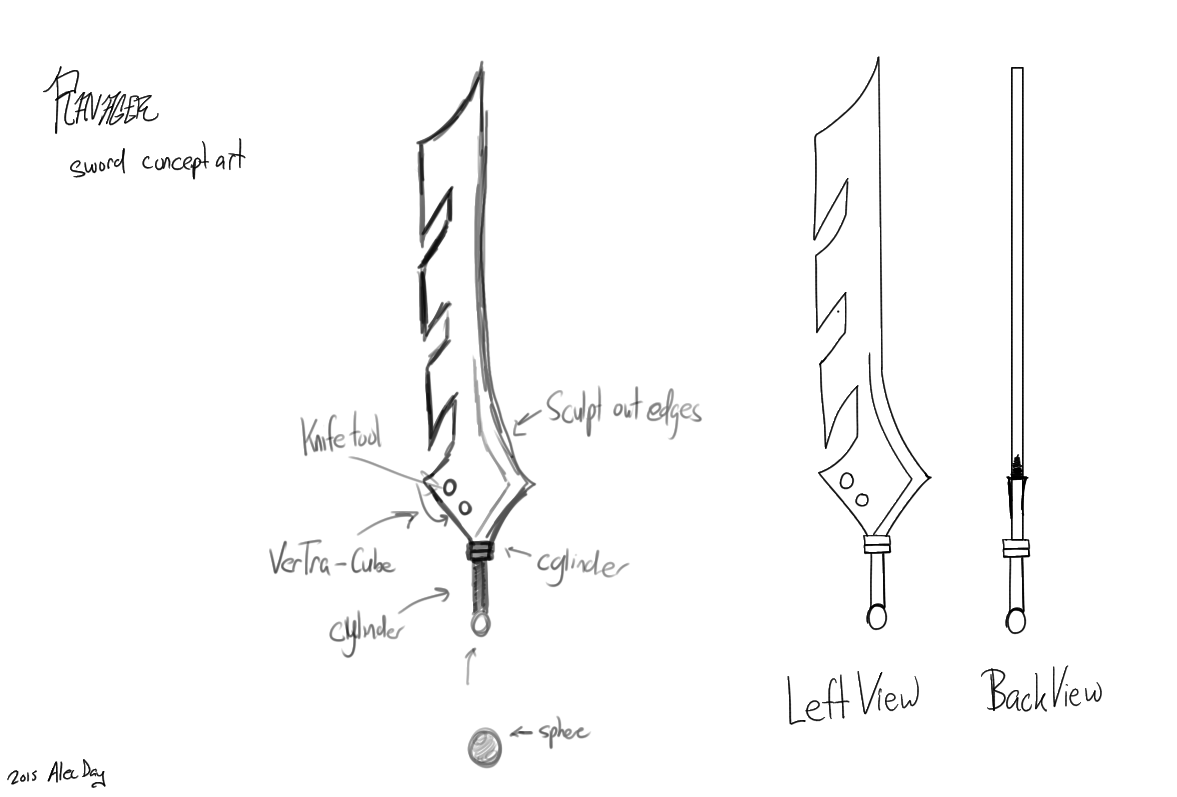 RAVAGER
sword concept art
Sculpt out edges
Knife tool
VerTra-Cube
cylinder
cylinder
sphere
Left View
Back View
2015 Alec Day